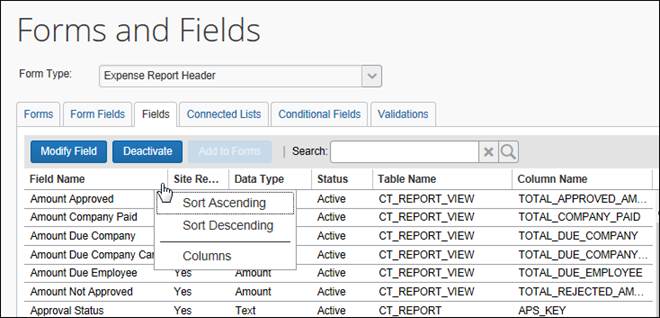 Forms and Fields
Form Type: Expense Report Header
Forms Form Fields Fields Connected Lists Conditional Fields Validations
Modify Field Deactivate Add to Forms Search:
Field Name Site Re... Data Type Status Table Name Column Name
Amount Approved Active CT_REPORT_VIEW TOTAL_APPROVED_AM...
Sort Ascending
Amount Company Paid Active CT_REPORT_VIEW TOTAL_COMPANY_PAID
Sort Descending
Amount Due Company Active CT_REPORT_VIEW TOTAL_DUE_COMPANY
Amount Due Company Car Active CT_REPORT_VIEW TOTAL_DUE_COMPANY...
Columns
Amount Due Employee Yes Amount Active CT_REPORT_VIEW TOTAL_DUE_EMPLOYEE
Amount Not Approved Yes Amount Active CT_REPORT_VIEW TOTAL_REJECTED_AM...
Approval Status Yes Text Active CT_REPORT APS_KEY